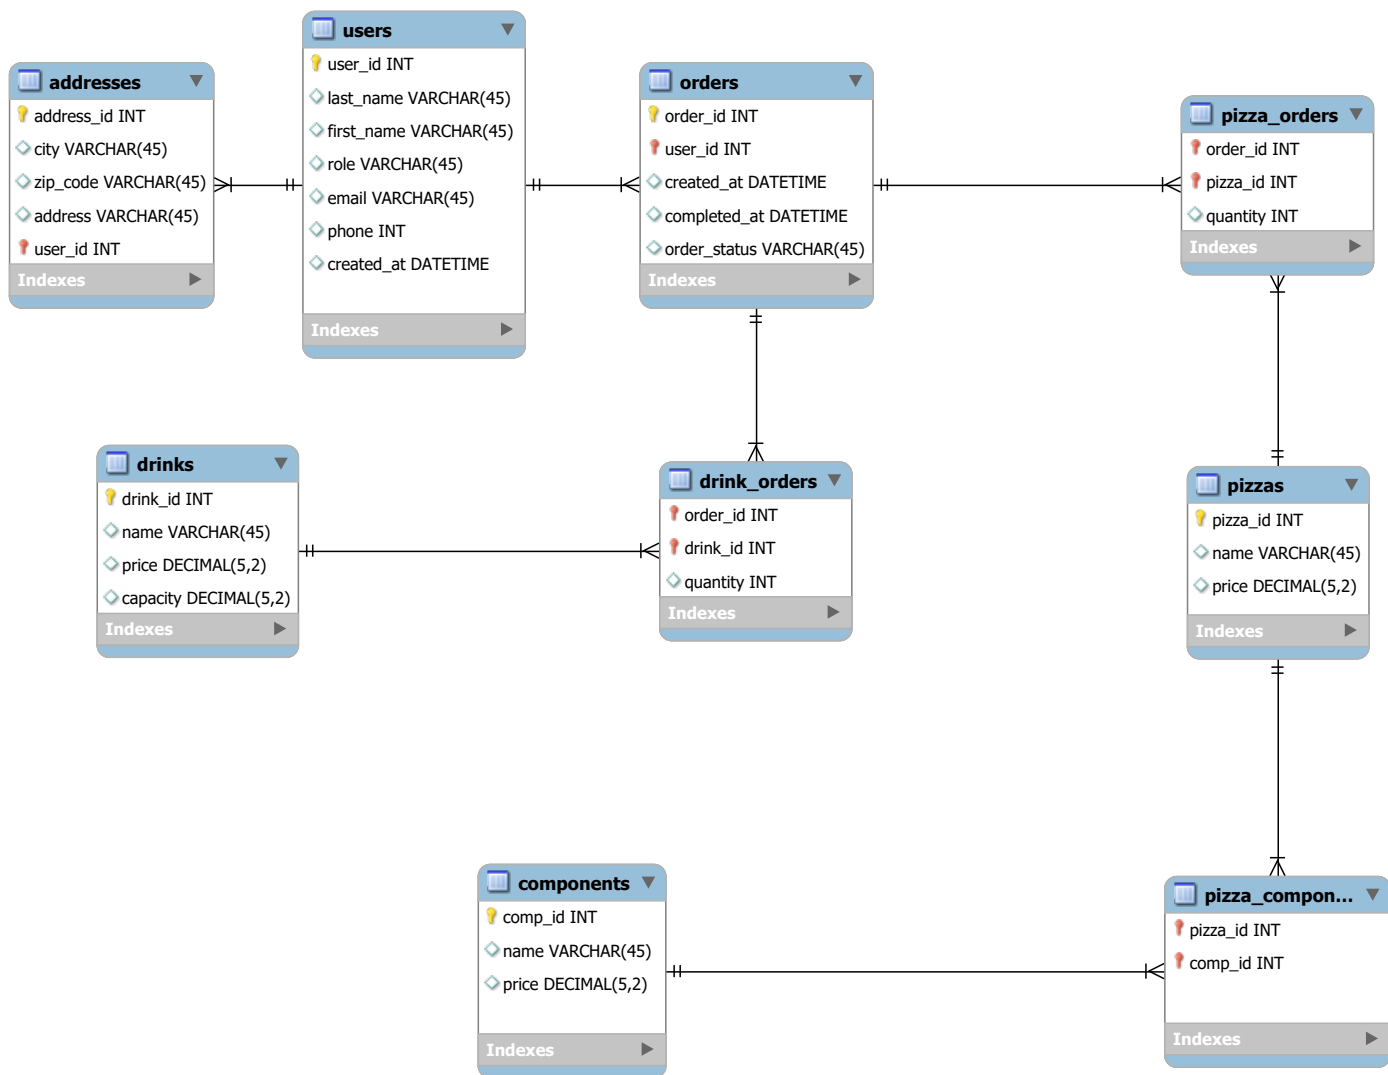 addresses
address_id INT
city VARCHAR(45)
zip_code VARCHAR(45)
address VARCHAR(45)
user_id INT
Indexes
users
user_id INT
last_name VARCHAR(45)
first_name VARCHAR(45)
role VARCHAR(45)
email VARCHAR(45)
phone INT
created_at DATETIME
Indexes
orders
order_id INT
user_id INT
created_at DATETIME
completed_at DATETIME
order_status VARCHAR(45)
Indexes
pizza_orders
order_id INT
pizza_id INT
quantity INT
Indexes
drinks
drink_id INT
name VARCHAR(45)
price DECIMAL(5,2)
capacity DECIMAL(5,2)
Indexes
drink_orders
order_id INT
drink_id INT
quantity INT
Indexes
pizzas
pizza_id INT
name VARCHAR(45)
price DECIMAL(5,2)
Indexes
components
comp_id INT
name VARCHAR(45)
price DECIMAL(5,2)
Indexes
pizza_compon...
pizza_id INT
comp_id INT
Indexes